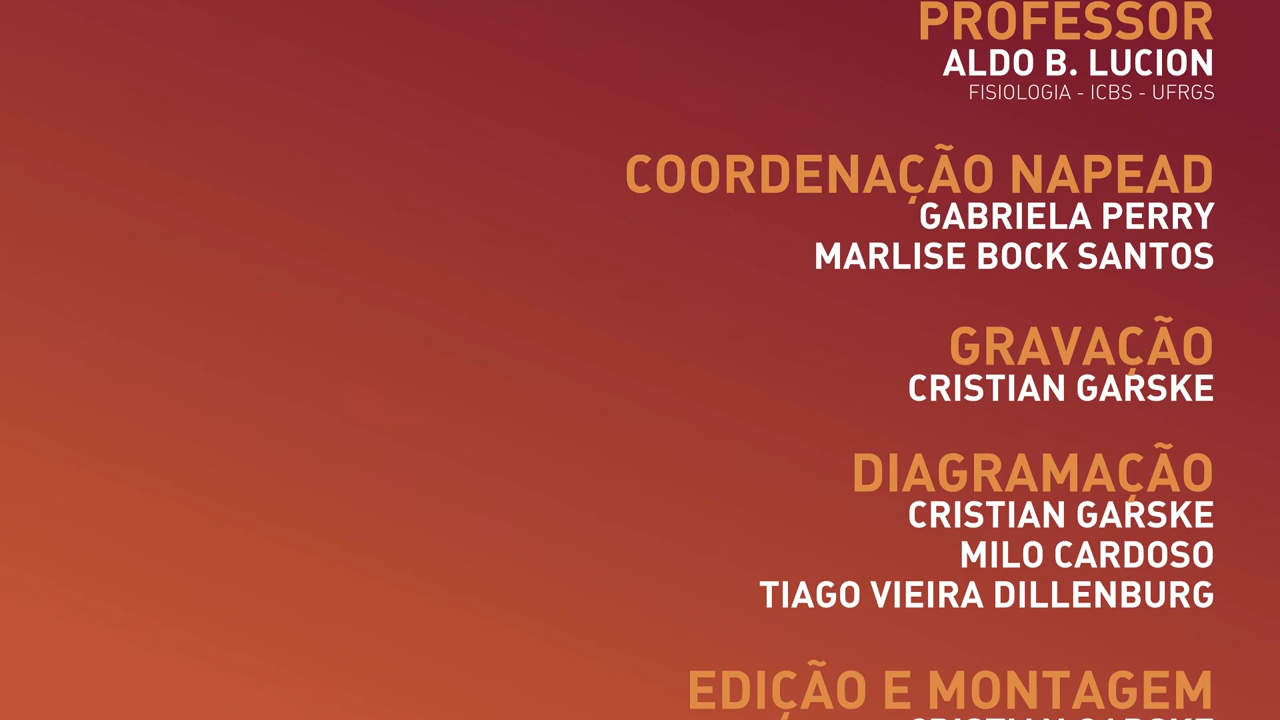 PROFESSOR
ALDO B. LUCION
FISIOLOGIA - ICBS - UFRGS
COORDENAÇÃO NAPEAD
GABRIELA PERRY
MARLISE BOCK SANTOS
GRAVAÇÃO
CRISTIAN GARSKE
DIAGRAMAÇÃO
CRISTIAN GARSKE
MILO CARDOSO
TIAGO VIEIRA DILLENBURG
EDIÇÃO E MONTAGEM